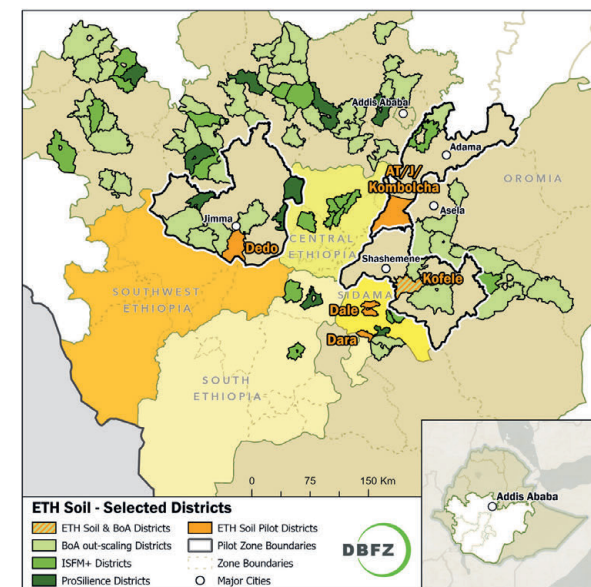 Addis Ababa
Adama
AT/J/
Kombolcha
OROMIA
Asela
Jimma
Dedo
CENTRAL
ETHIOPIA
Shashemene
Kofele
SOUTHWEST
ETHIOPIA
SIDAMA
Dale
Dara
SOUTH
ETHIOPIA
0 75 150 Km
ETH Soil - Selected Districts
ETH Soil & BoA Districts
BoA out-scaling Districts
ISFM+ Districts
ProSilience Districts
ETH Soil Pilot Districts
Pilot Zone Boundaries
Zone Boundaries
Major Cities
DBFZ
Addis Ababa